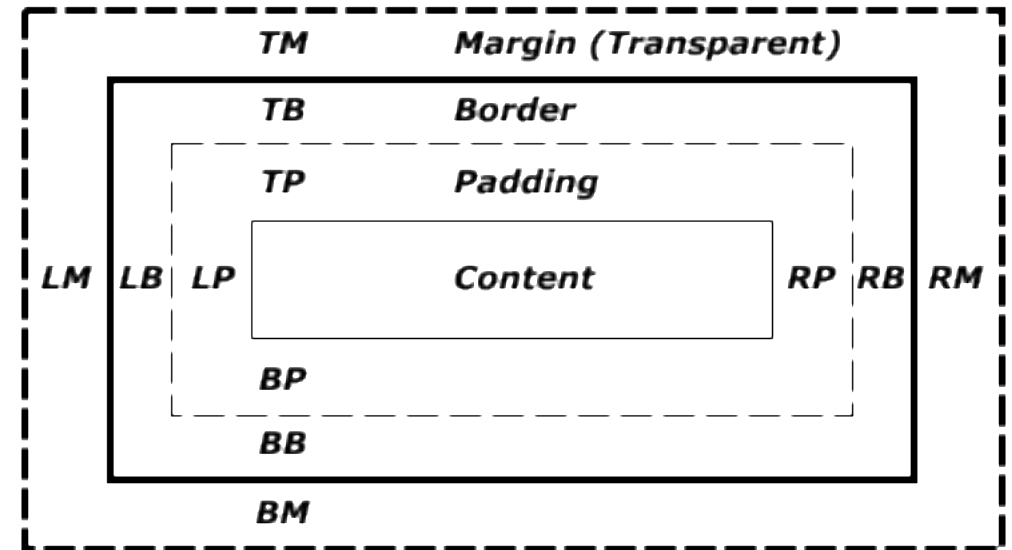 TM Margin (Transparent)
TB Border
TP Padding
LM LB LP Content RP RB RM
BP
BB
BM